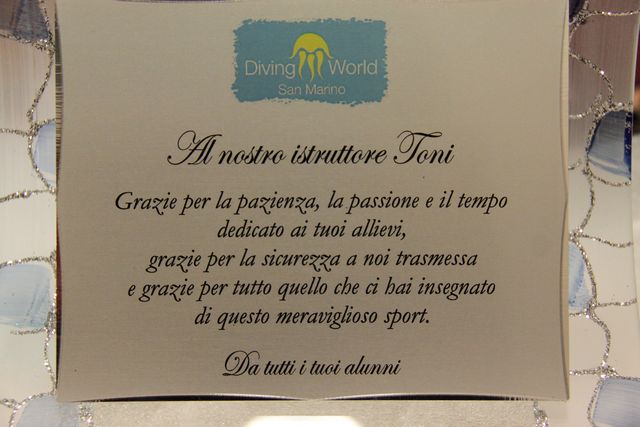 Diving World
San Marino
Al nostro istruttore Toni
Grazie per la pazienza, la passione e il tempo
dedicato ai tuoi allievi,
grazie per la sicurezza a noi trasmessa
e grazie per tutto quello che ci hai insegnato
di questo meraviglioso sport.
Da tutti i tuoi alunni